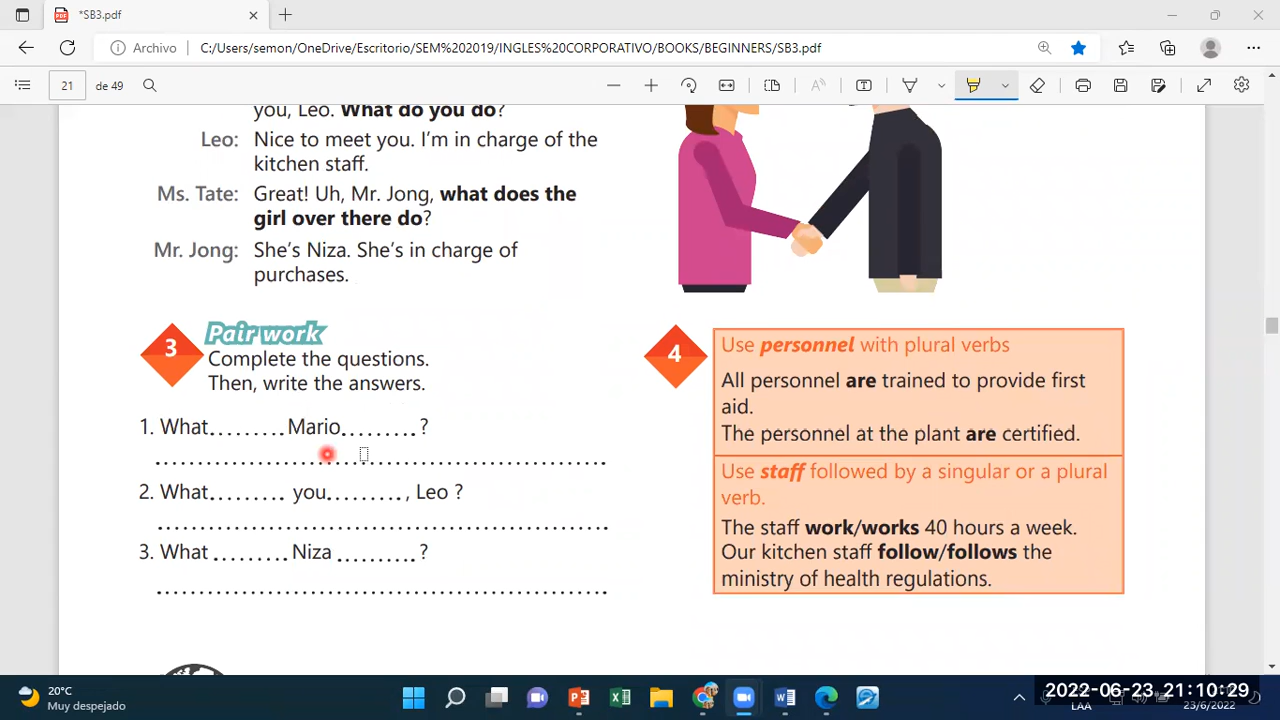 *SB3.pdf
Archivo
C:/Users/semon/OneDrive/Escritorio/SEM%202019/INGLES%20CORPORATIVO/BOOKS/BEGINNERS/SB3.pdf
21 de 49
you, Leo. What do you do?
Leo: Nice to meet you. I'm in charge of the
kitchen staff.
Ms. Tate: Great! Uh, Mr. Jong, what does the
girl over there do?
Mr. Jong: She's Niza. She's in charge of
purchases.
3 Pair work
Complete the questions.
Then, write the answers.
1. What......... Mario.........?
.....................................................
2. What......... you........., Leo ?
.....................................................
3. What ......... Niza .........?
.....................................................
4
Use personnel with plural verbs
All personnel are trained to provide first
aid.
The personnel at the plant are certified.
Use staff followed by a singular or a plural
verb.
The staff work/works 40 hours a week.
Our kitchen staff follow/follows the
ministry of health regulations.
20°C
Muy despejado
2022-06-23 21:10:29
LAA
23/6/2022